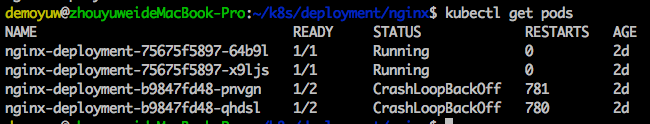 demoyuw@zhouyuweideMacBook-Pro:~/k8s/deployment/nginx$ kubectl get pods
NAME READY STATUS RESTARTS AGE
nginx-deployment-75675f5897-64b9l 1/1 Running 0 2d
nginx-deployment-75675f5897-x9ljs 1/1 Running 0 2d
nginx-deployment-b9847fd48-pnvgn 1/2 CrashLoopBackOff 781 2d
nginx-deployment-b9847fd48-qhdsl 1/2 CrashLoopBackOff 780 2d